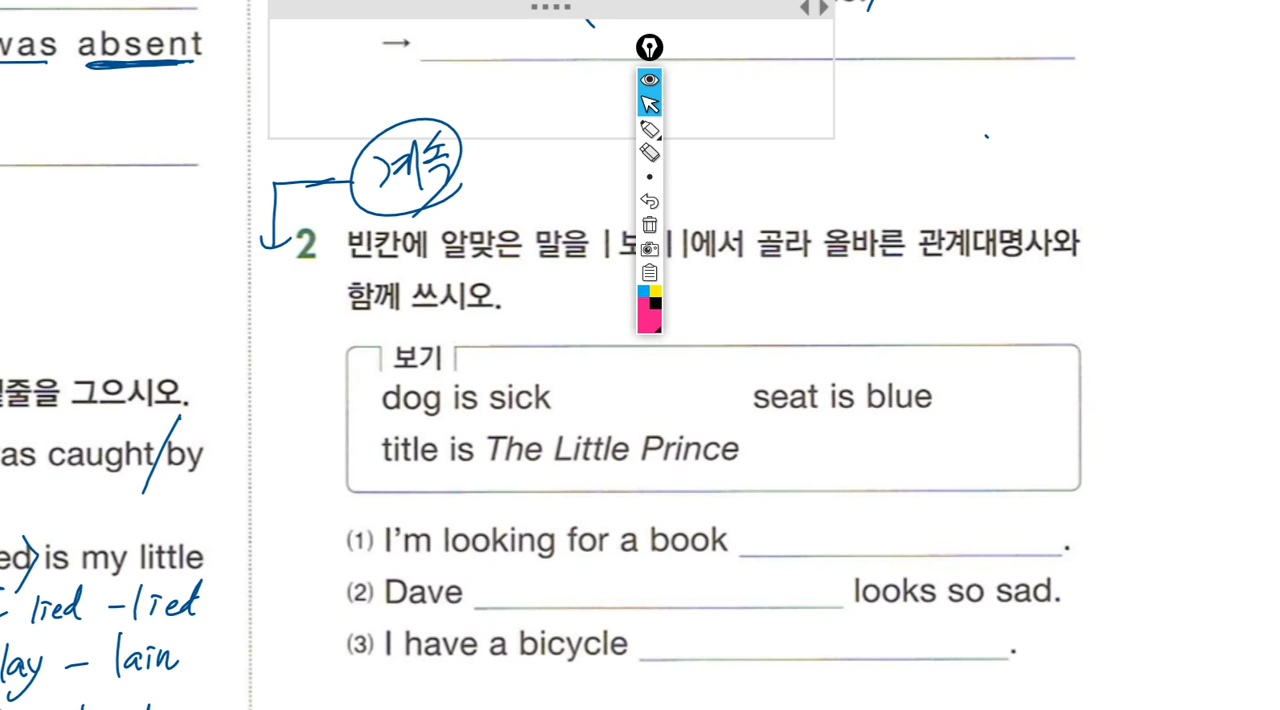 was absent
→
계속
2 빈칸에 알맞은 말을 | 보기 |에서 골라 올바른 관계대명사와
함께 쓰시오.
보기
dog is sick seat is blue
title is The Little Prince
(1) I'm looking for a book ____.
(2) Dave ____ looks so sad.
(3) I have a bicycle ____.
줄을 그으시오.
as caught / by
ed is my little
lied - lied
lay - lain